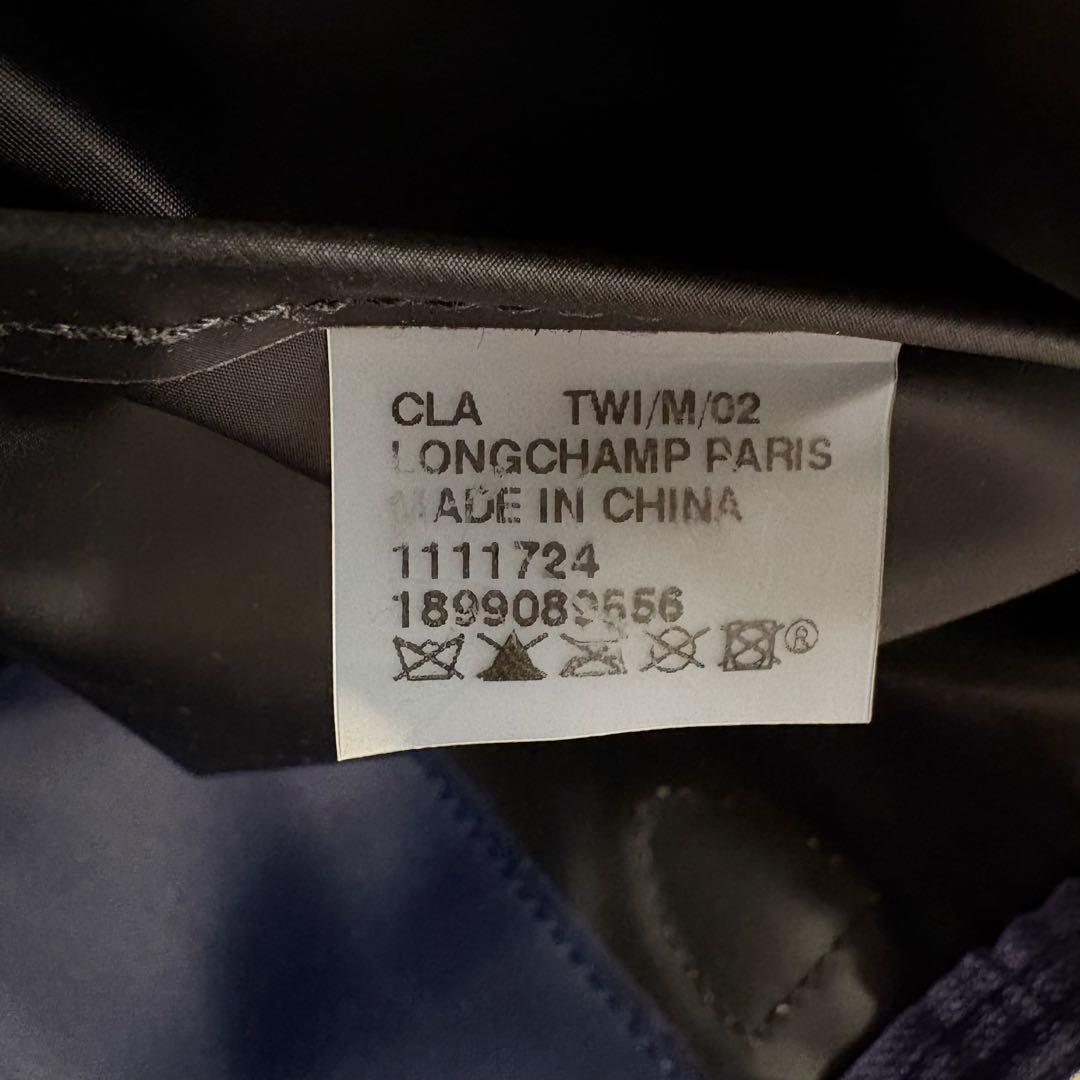 CLA TWI/M/02
LONGCHAMP PARIS
MADE IN CHINA
1111724
®